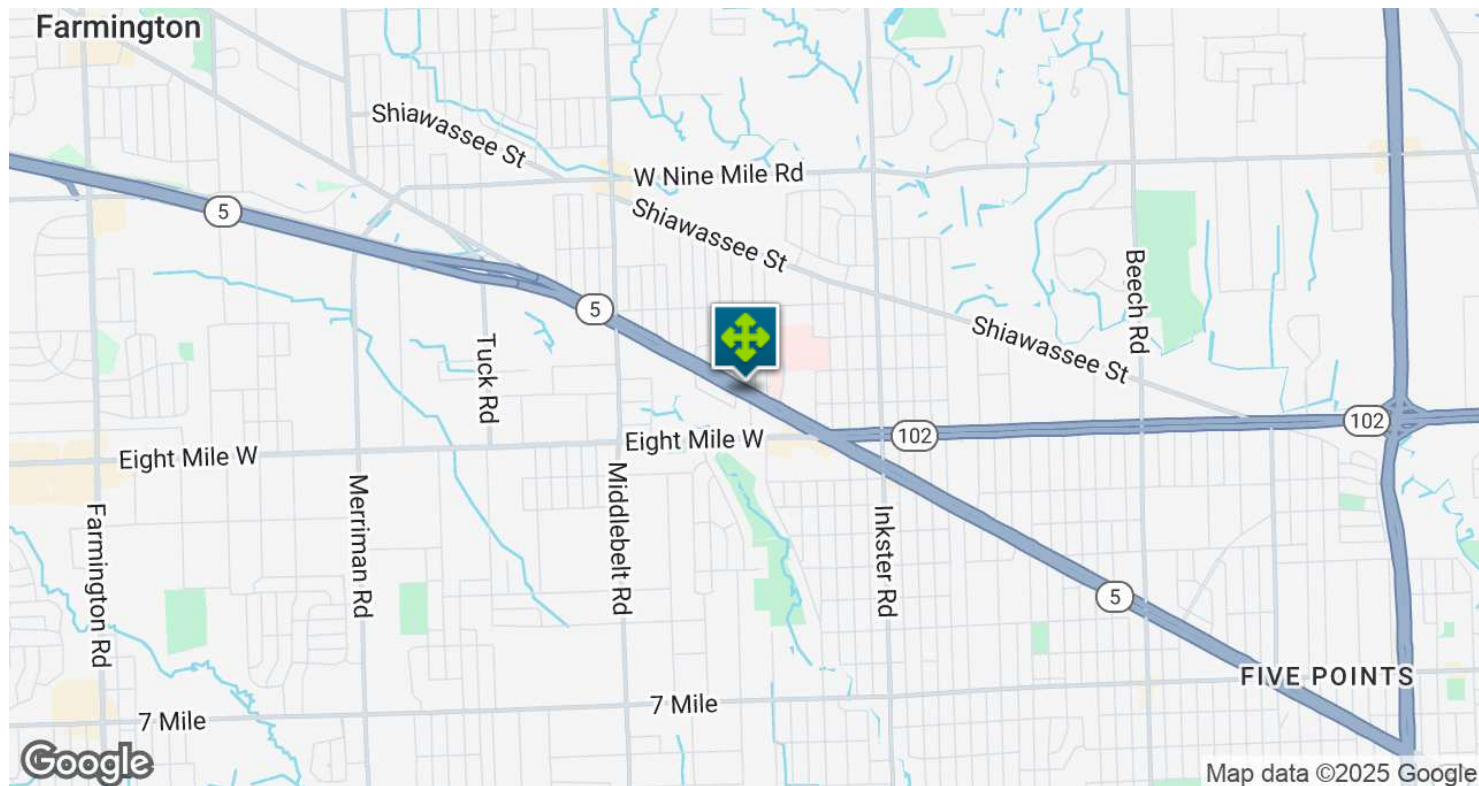 Farmington
Shiawassee St
W Nine Mile Rd
5
Shiawassee St
Beech Rd
5
Tuck Rd
Shiawassee St
102
102
Eight Mile W
Eight Mile W
Middlebelt Rd
Merriman Rd
Farmington Rd
Inkster Rd
5
FIVE POINTS
7 Mile
7 Mile
Google
Map data ©2025 Google